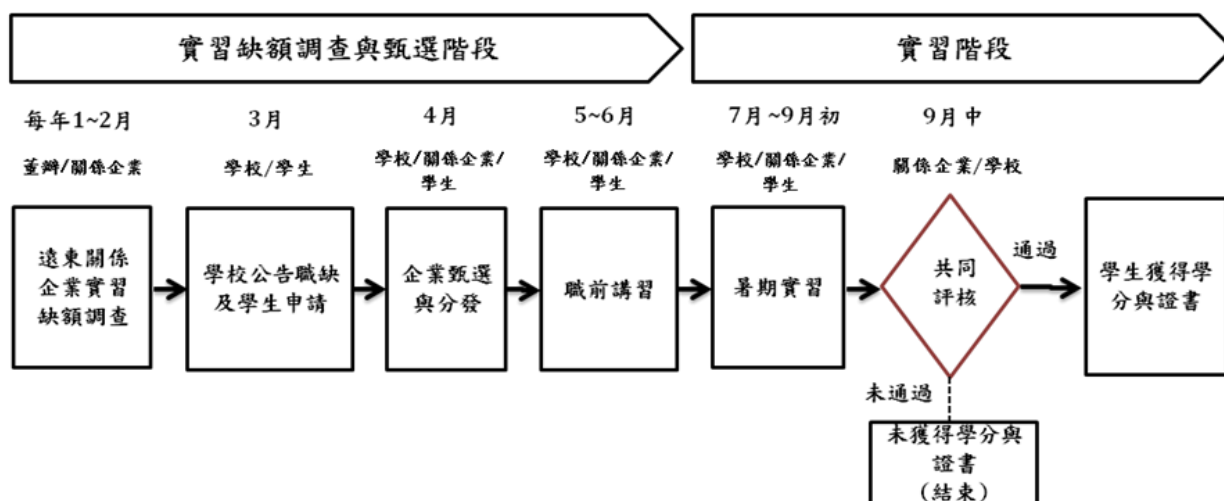 實習缺額調查與甄選階段
實習階段
每年1~2月
3月
4月
5~6月
7月~9月初
9月中
董辦/關係企業
學校/學生
學校/關係企業/
學生
學校/關係企業/
學生
學校/關係企業/
學生
關係企業/學校
遠東關係
企業實習
缺額調查
學校公告職缺
及學生申請
企業甄選
與分發
職前講習
暑期實習
共同
評核
通過
學生獲得學
分與證書
未通過
未獲得學分與
證書
(結束)